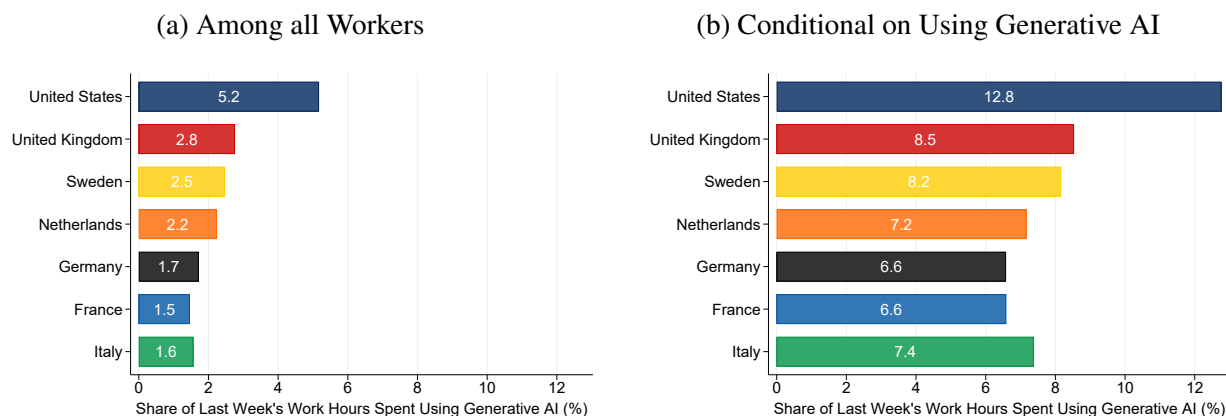 (a) Among all Workers
United States 5.2
United Kingdom 2.8
Sweden 2.5
Netherlands 2.2
Germany 1.7
France 1.5
Italy 1.6
0 2 4 6 8 10 12
Share of Last Week's Work Hours Spent Using Generative AI (%)
(b) Conditional on Using Generative AI
United States 12.8
United Kingdom 8.5
Sweden 8.2
Netherlands 7.2
Germany 6.6
France 6.6
Italy 7.4
0 2 4 6 8 10 12
Share of Last Week's Work Hours Spent Using Generative AI (%)